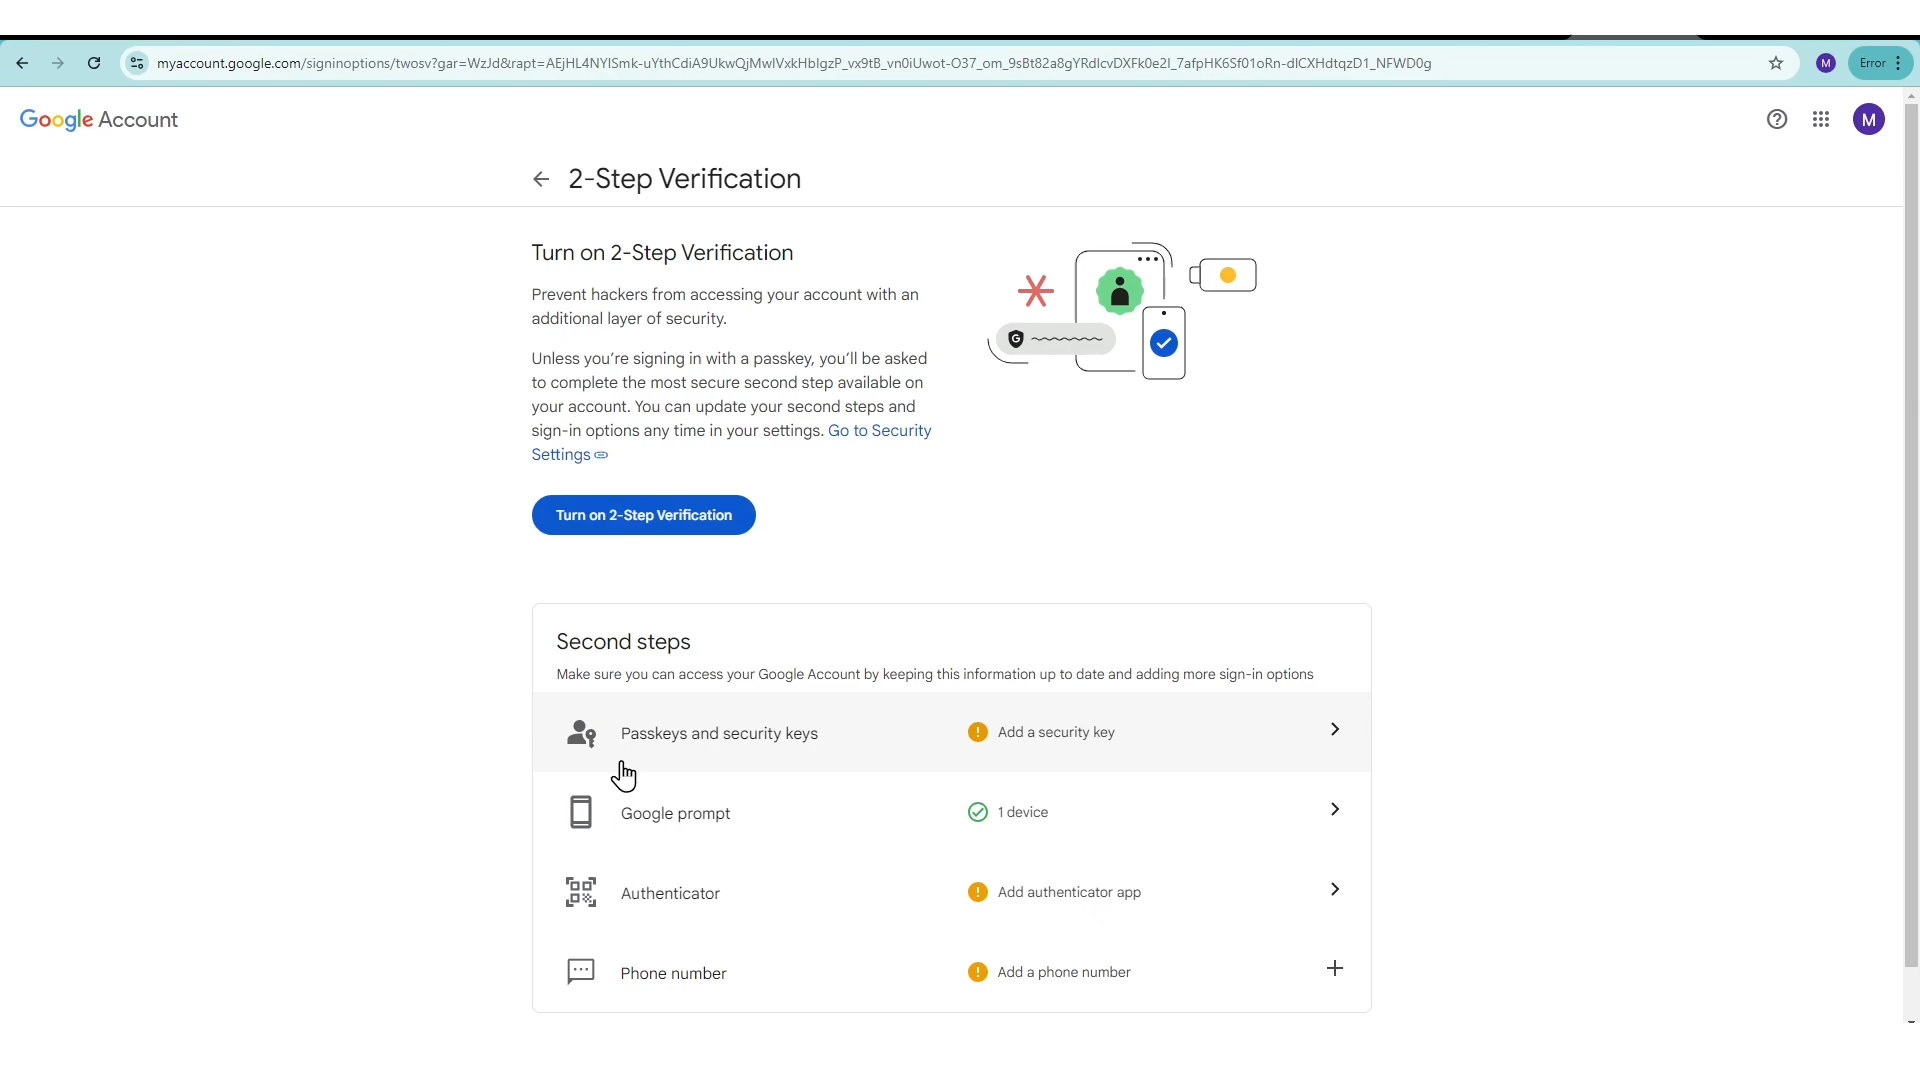 myaccount.google.com/signinoptions/twosv?gar=WzJd&rapt=AEjHL4NYISmk-uYthCdiA9UkwQjMwlVxkHbIgzP_vx9tB_vn0iUwot-O37_om_9sBt82a8gYRdlcvDXFk0e2I_7afpHK6Sf01oRn-dlCXHdtqzD1_NFWD0g
M
Error
Google Account
M
2-Step Verification
Turn on 2-Step Verification
Prevent hackers from accessing your account with an
additional layer of security.
Unless you’re signing in with a passkey, you’ll be asked
to complete the most secure second step available on
your account. You can update your second steps and
sign-in options any time in your settings. Go to Security
Settings
G
Turn on 2-Step Verification
Second steps
Make sure you can access your Google Account by keeping this information up to date and adding more sign-in options
Passkeys and security keys
Add a security key
Google prompt
1 device
Authenticator
Add authenticator app
Phone number
Add a phone number